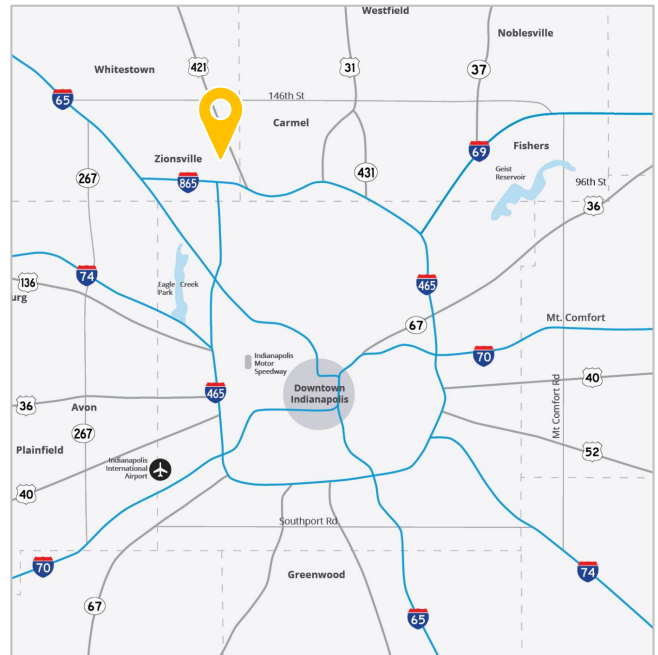 Westfield
Noblesville
Whitestown
421
31
37
65
146th St
Carmel
Fishers
69
Zionsville
Geist
Reservoir
267
865
431
96th St
36
74
465
136
urg
Eagle Creek
Park
67
Mt. Comfort
Indianapolis
Motor
Speedway
70
465
Downtown
Indianapolis
40
36
Avon
Mt Comfort Rd
267
Plainfield
52
Indianapolis
International
Airport
40
Southport Rd
70
Greenwood
74
67
65